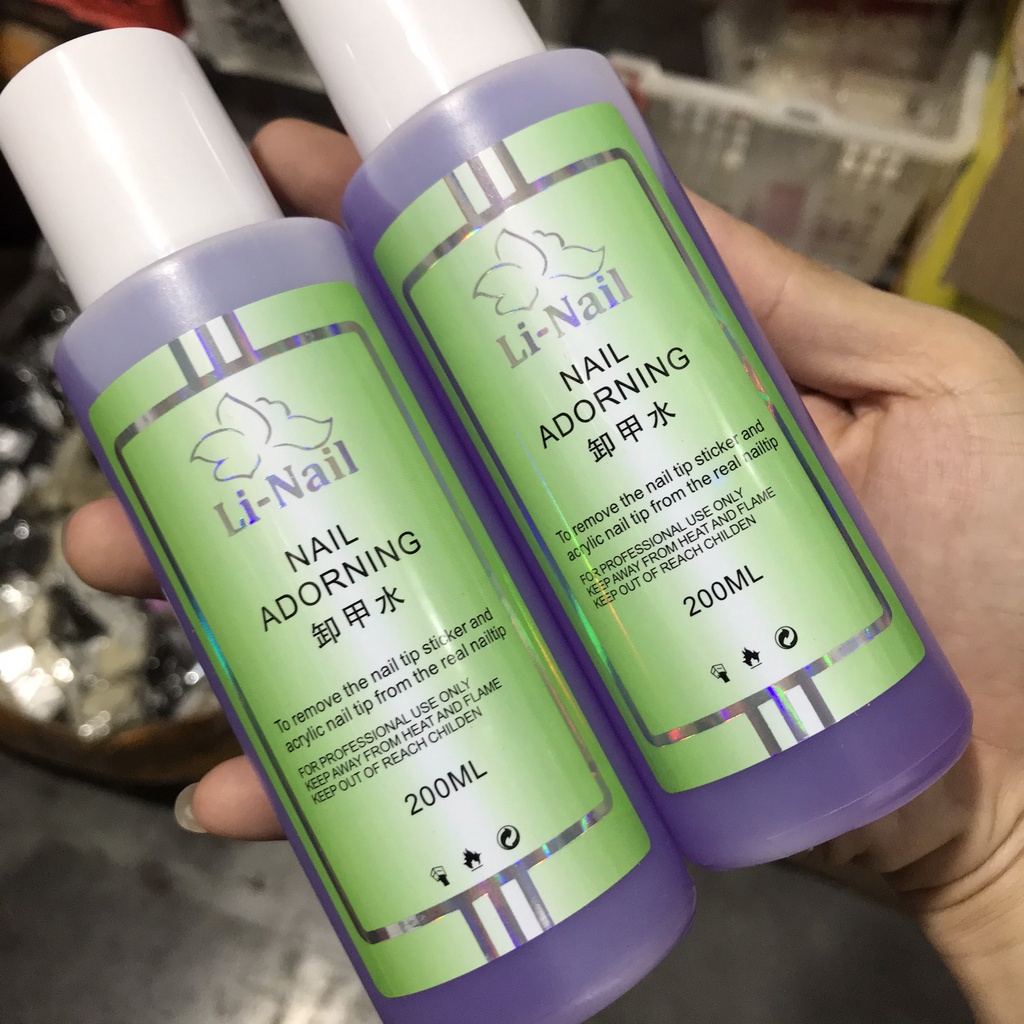 Li-Nail
NAIL
ADORNING
卸甲水
To remove the nail tip sticker and
acrylic nail tip from the real nailtip
FOR PROFESSIONAL USE ONLY
KEEP AWAY FROM HEAT AND FLAME
KEEP OUT OF REACH CHILDEN
200ML
Li-Nail
NAIL
ADORNING
卸甲水
To remove the nail tip sticker and
acrylic nail tip from the real nailtip
FOR PROFESSIONAL USE ONLY
KEEP AWAY FROM HEAT AND FLAME
KEEP OUT OF REACH CHILDEN
200ML